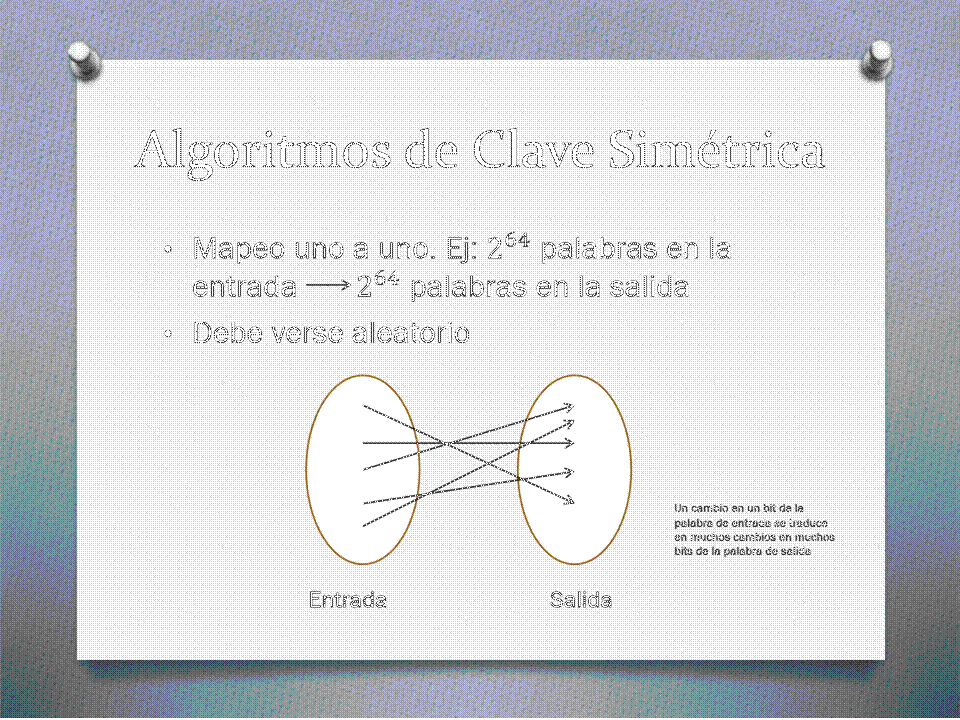 Algoritmos de Clave Simétrica
• Mapeo uno a uno. Ej: 2^64 palabras en la
entrada ⟶ 2^64 palabras en la salida
• Debe verse aleatorio
Un cambio en un bit de la
palabra de entrada se traduce
en muchos cambios en muchos
bits de la palabra de salida
Entrada
Salida